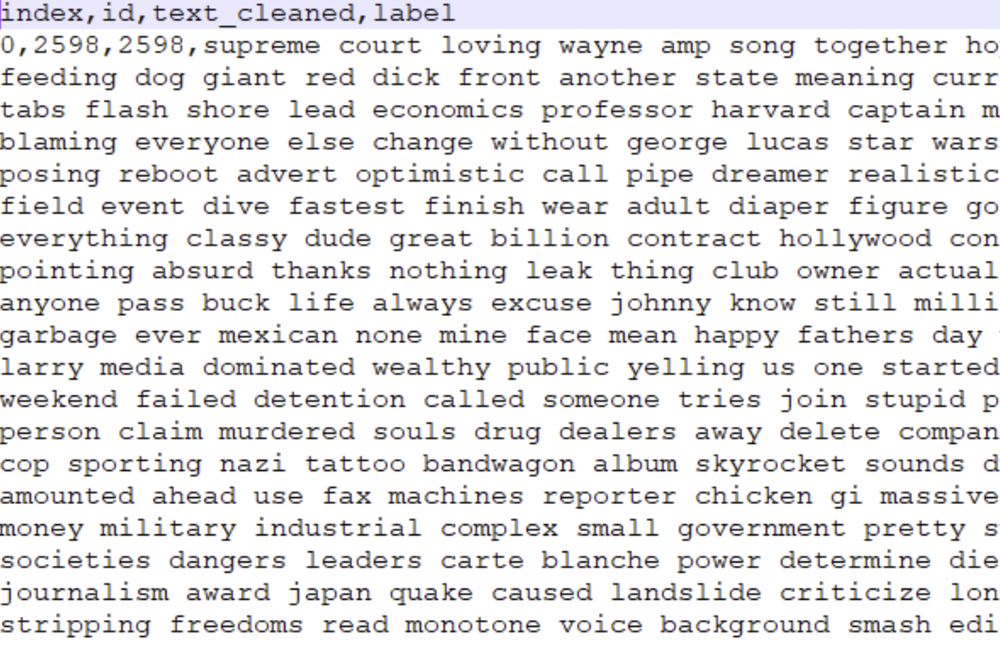 index,id,text_cleaned,label
0,2598,2598,supreme court loving wayne amp song together
feeding dog giant red dick front another state meaning curr
tabs flash shore lead economics professor harvard captain m
blaming everyone else change without george lucas star wars
posing reboot advert optimistic call pipe dreamer realistic
field event dive fastest finish wear adult diaper figure go
everything classy dude great billion contract hollywood con
pointing absurd thanks nothing leak thing club owner actual
anyone pass buck life always excuse johnny know still milli
garbage ever mexican none mine face mean happy fathers day
larry media dominated wealthy public yelling us one started
weekend failed detention called someone tries join stupid p
person claim murdered souls drug dealers away delete compan
cop sporting nazi tattoo bandwagon album skyrocket sounds d
amounted ahead use fax machines reporter chicken gi massive
money military industrial complex small government pretty s
societies dangers leaders carte blanche power determine die
journalism award japan quake caused landslide criticize lon
stripping freedoms read monotone voice background smash edi